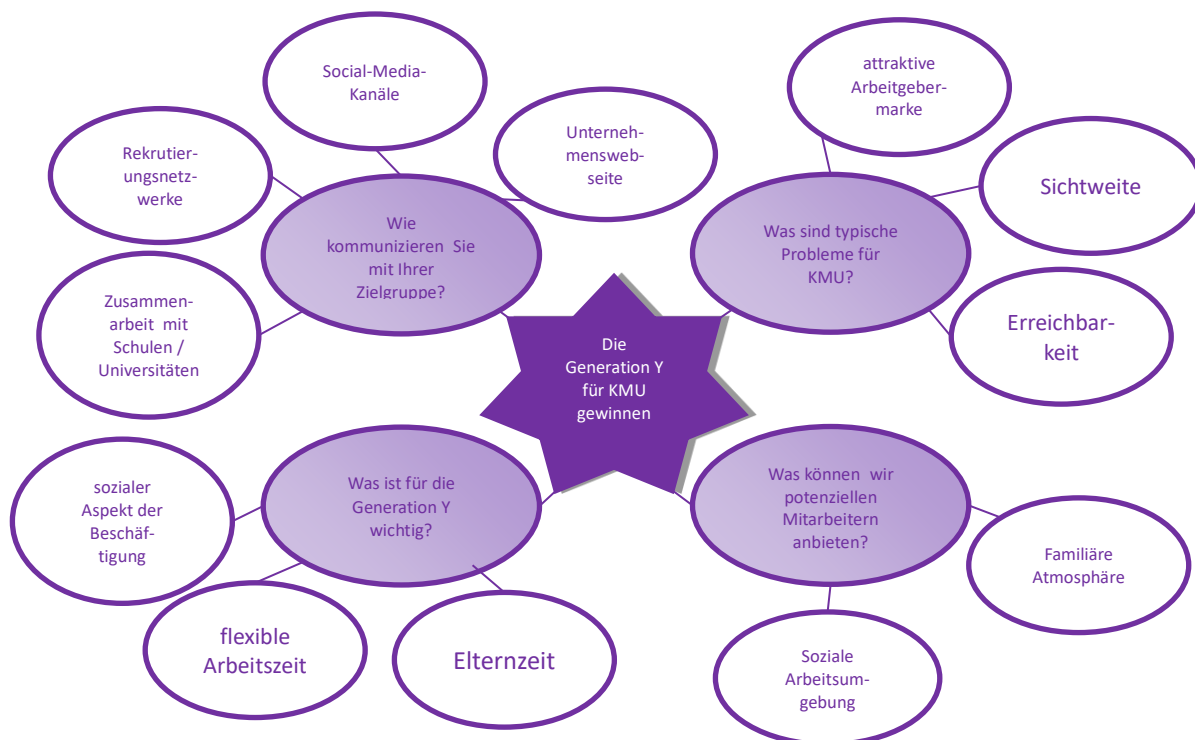 Social-Media-
Kanäle
attraktive
Arbeitgeber-
marke
Unterneh-
mensweb-
seite
Rekrutier-
ungsnetz-
werke
Sichtweite
Wie
kommunizieren Sie
mit Ihrer
Zielgruppe?
Was sind typische
Probleme für
KMU?
Zusammen-
arbeit mit
Schulen /
Universitäten
Erreichbar-
keit
Die
Generation Y
für KMU
gewinnen
Was ist für die
Generation Y
wichtig?
Was können wir
potenziellen
Mitarbeitern
anbieten?
sozialer
Aspekt der
Beschäf-
tigung
Familiäre
Atmosphäre
flexible
Arbeitszeit
Elternzeit
Soziale
Arbeitsum-
gebung